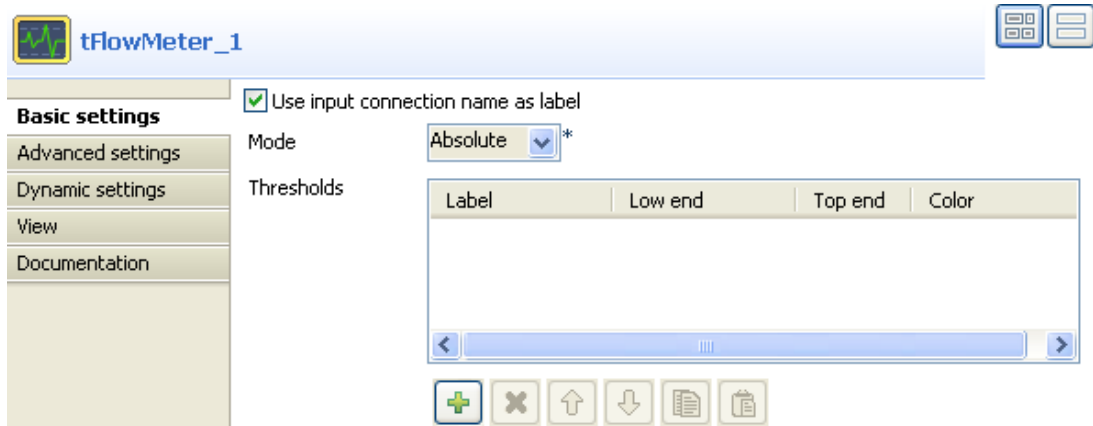 tFlowMeter_1
Basic settings
Advanced settings
Dynamic settings
View
Documentation
Use input connection name as label
Mode Absolute *
Thresholds
Label Low end Top end Color